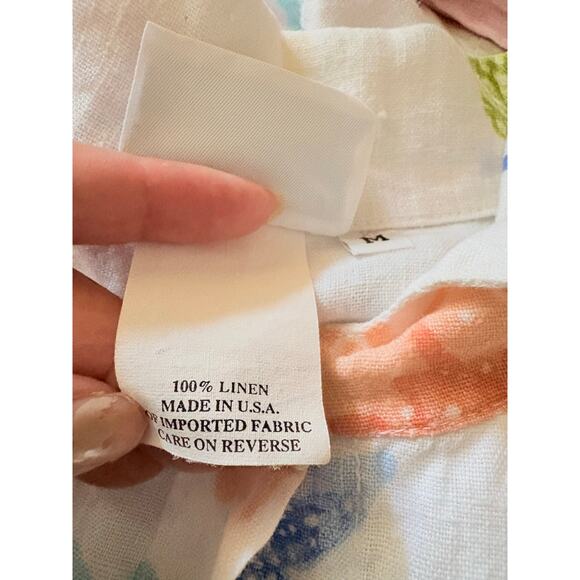 M
100% LINEN
MADE IN U.S.A.
OF IMPORTED FABRIC
CARE ON REVERSE